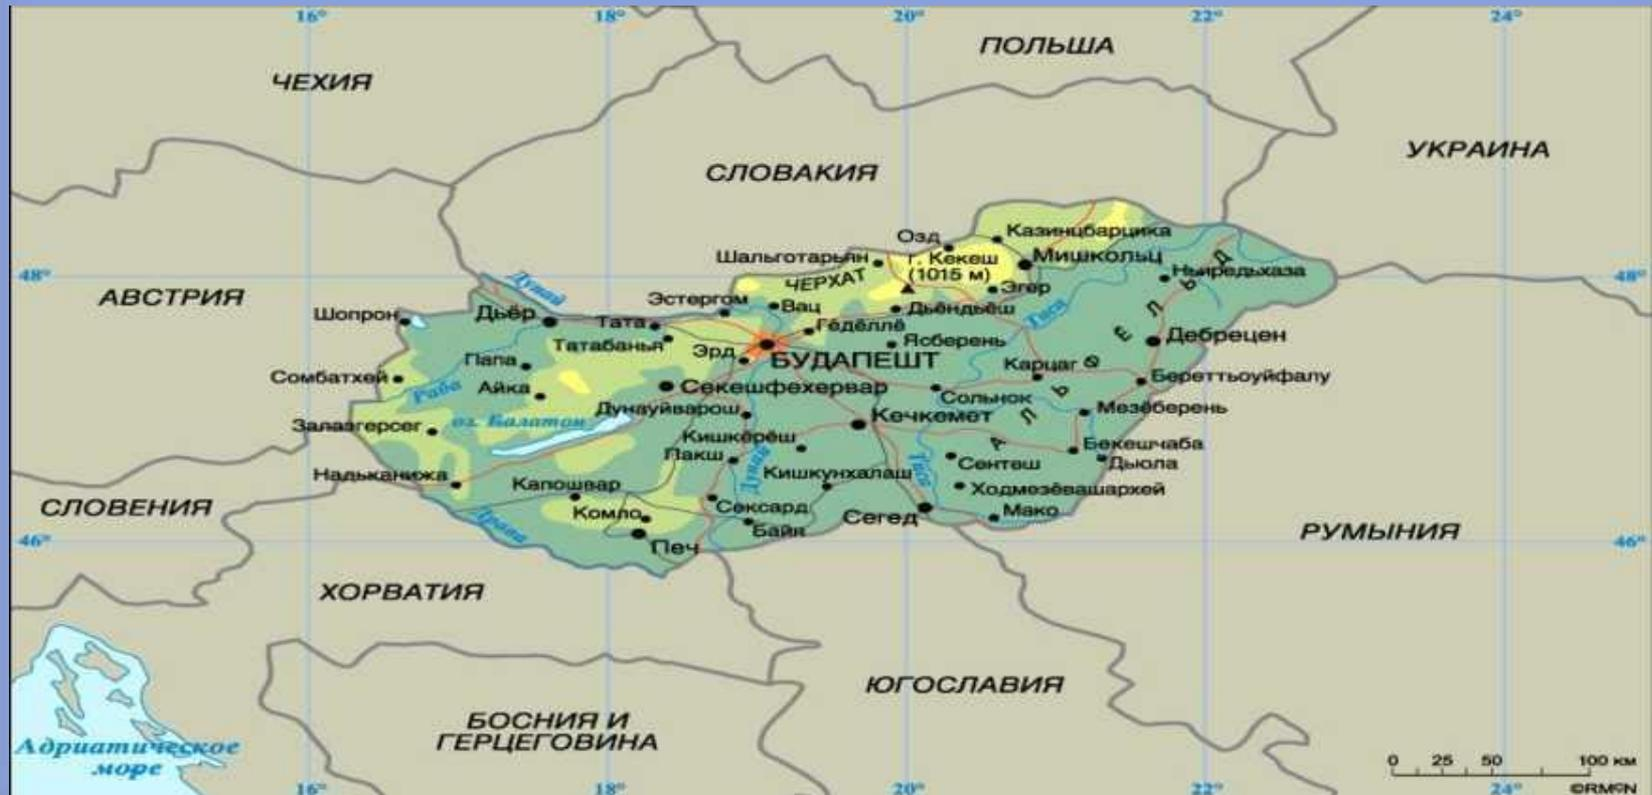 16° 18° 20° 22° 24°
ПОЛЬША
ЧЕХИЯ
УКРАИНА
СЛОВАКИЯ
Казинцбарцика
Озд
Шальготарьян
г. Кекеш
Мишкольц
48°
(1015 м)
Ньиредьхаза
48°
ЧЕРХАТ
Дунай
АВСТРИЯ
Эгер
Эстергом
Вац
Дьёндьёш
Тиса
Шопрон
Дьёр
Тата
Гёдёллё
Татабанья
Ясберень
Дебрецен
Эрд
БУДАПЕШТ
Папа
Карцаг
АЛЬФЕЛЬД
Сомбатхей
Айка
Секешфехервар
Береттьоуйфалу
Раба
Сольнок
Дунауйварош
Мезёберень
оз. Балатон
Кечкемет
Залаэгерсег
Кишкёрёш
Бекешчаба
Пакш
Сентеш
Дьюла
Дунай
Тиса
Надьканижа
Кишкунхалаш
Капошвар
Ходмезёвашархей
СЛОВЕНИЯ
Сексард
Комло
Мако
Сегед
Драва
Байя
РУМЫНИЯ
46°
Печ
46°
ХОРВАТИЯ
ЮГОСЛАВИЯ
БОСНИЯ И
ГЕРЦЕГОВИНА
Адриатическое
море
0 25 50 100 км
16° 18° 20° 22° 24°
©RM©N